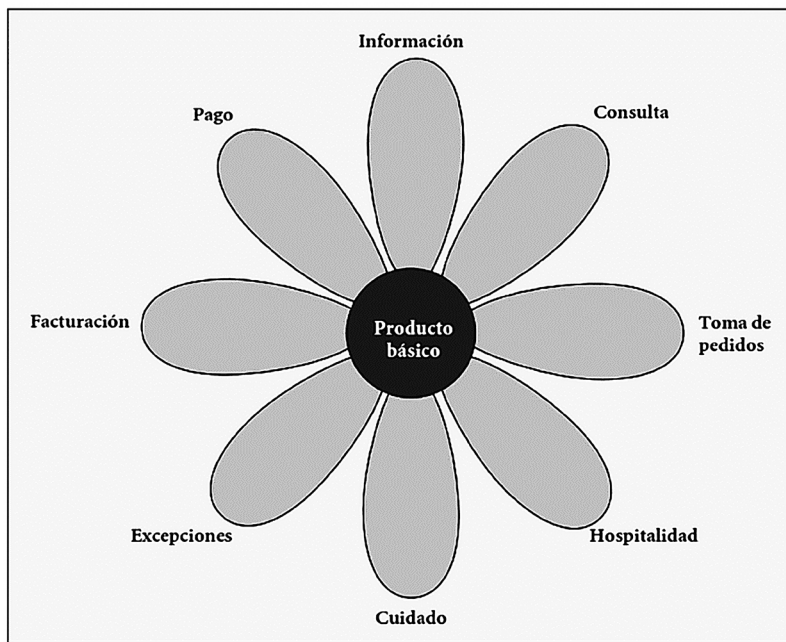 Información
Pago
Consulta
Facturación
Producto
básico
Toma de
pedidos
Excepciones
Hospitalidad
Cuidado